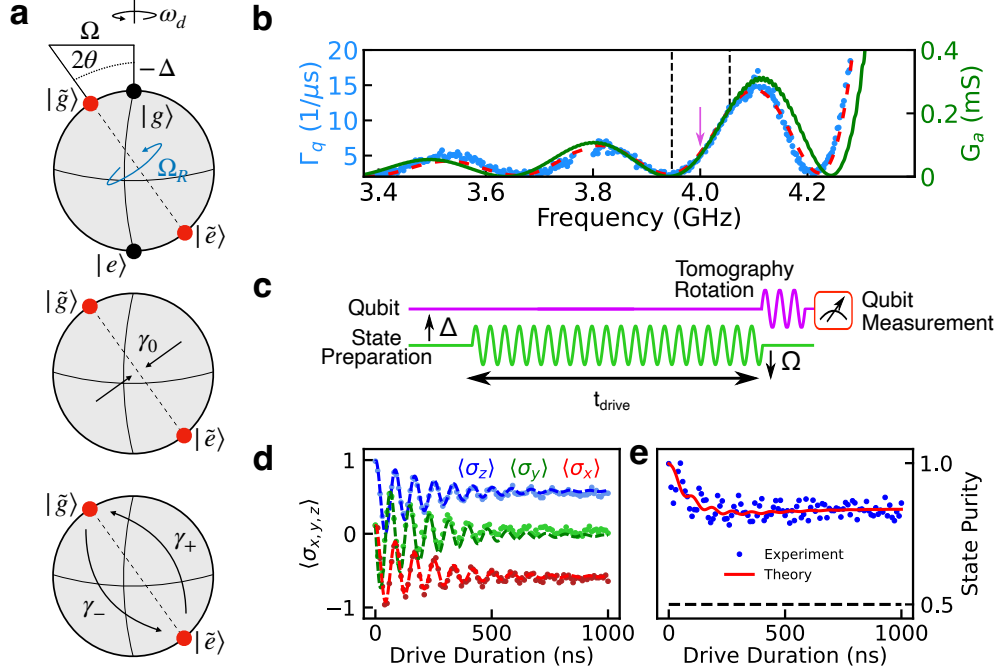 a
ω_d
Ω
2θ
−Δ
|g̃⟩
|g⟩
Ω_R
|ẽ⟩
|e⟩
|g̃⟩
γ_0
|ẽ⟩
|g̃⟩
γ_+
γ_−
|ẽ⟩
b
Γ_q (1/μs)
20
15
10
5
3.4
3.6
3.8
4.0
4.2
Frequency (GHz)
0.4
0.2
0
G_a (mS)
c
Tomography
Rotation
Qubit
Δ
State
Preparation
Ω
t_drive
Qubit
Measurement
d
⟨σ_x,y,z⟩
1
0
−1
⟨σ_z⟩ ⟨σ_y⟩ ⟨σ_x⟩
0
500
1000
Drive Duration (ns)
e
Experiment
Theory
1.0
0.5
State Purity
0
500
1000
Drive Duration (ns)